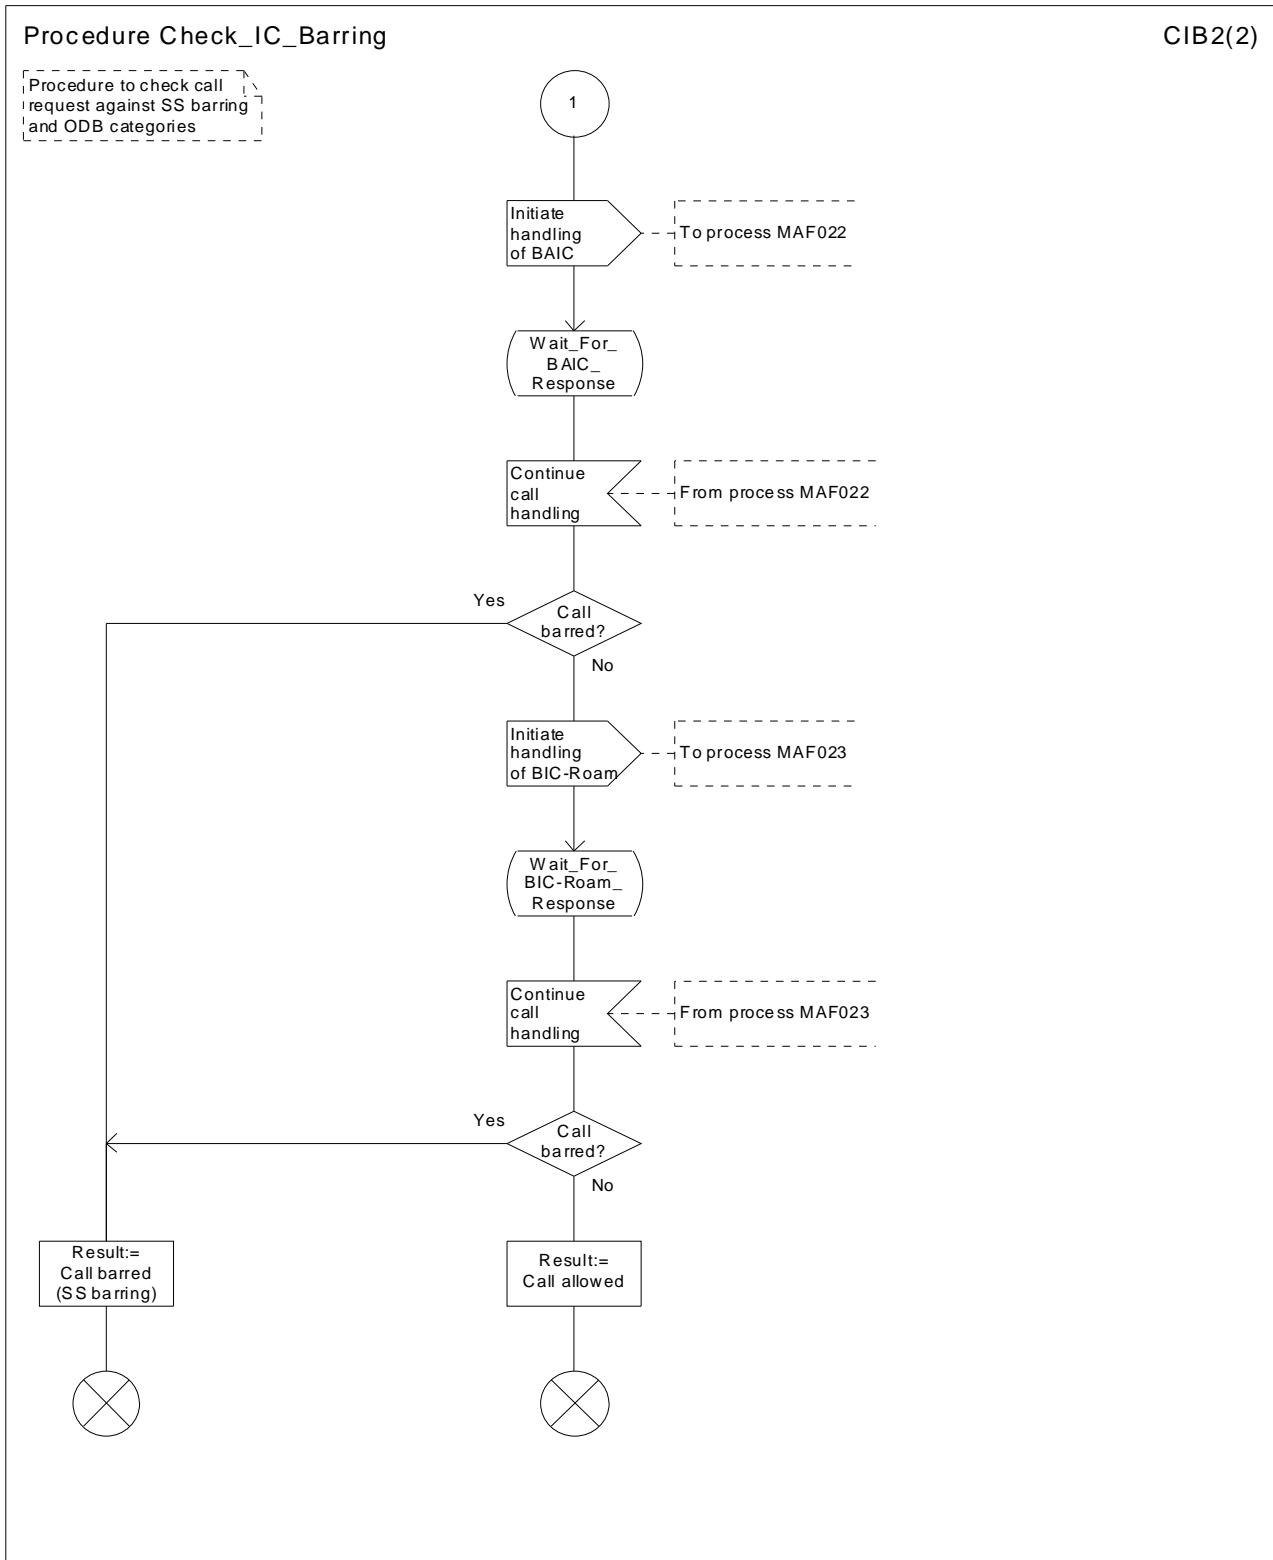 Procedure Check_IC_Barring
CIB2(2)
Procedure to check call
request against SS barring
and ODB categories
1
Initiate
handling
of BAIC
To process MAF022
Wait_For_
BAIC_
Response
Continue
call
handling
From process MAF022
Yes
Call
barred?
No
Initiate
handling
of BIC-Roam
To process MAF023
Wait_For_
BIC-Roam_
Response
Continue
call
handling
From process MAF023
Yes
Call
barred?
No
Result:=
Call barred
(SS barring)
Result:=
Call allowed